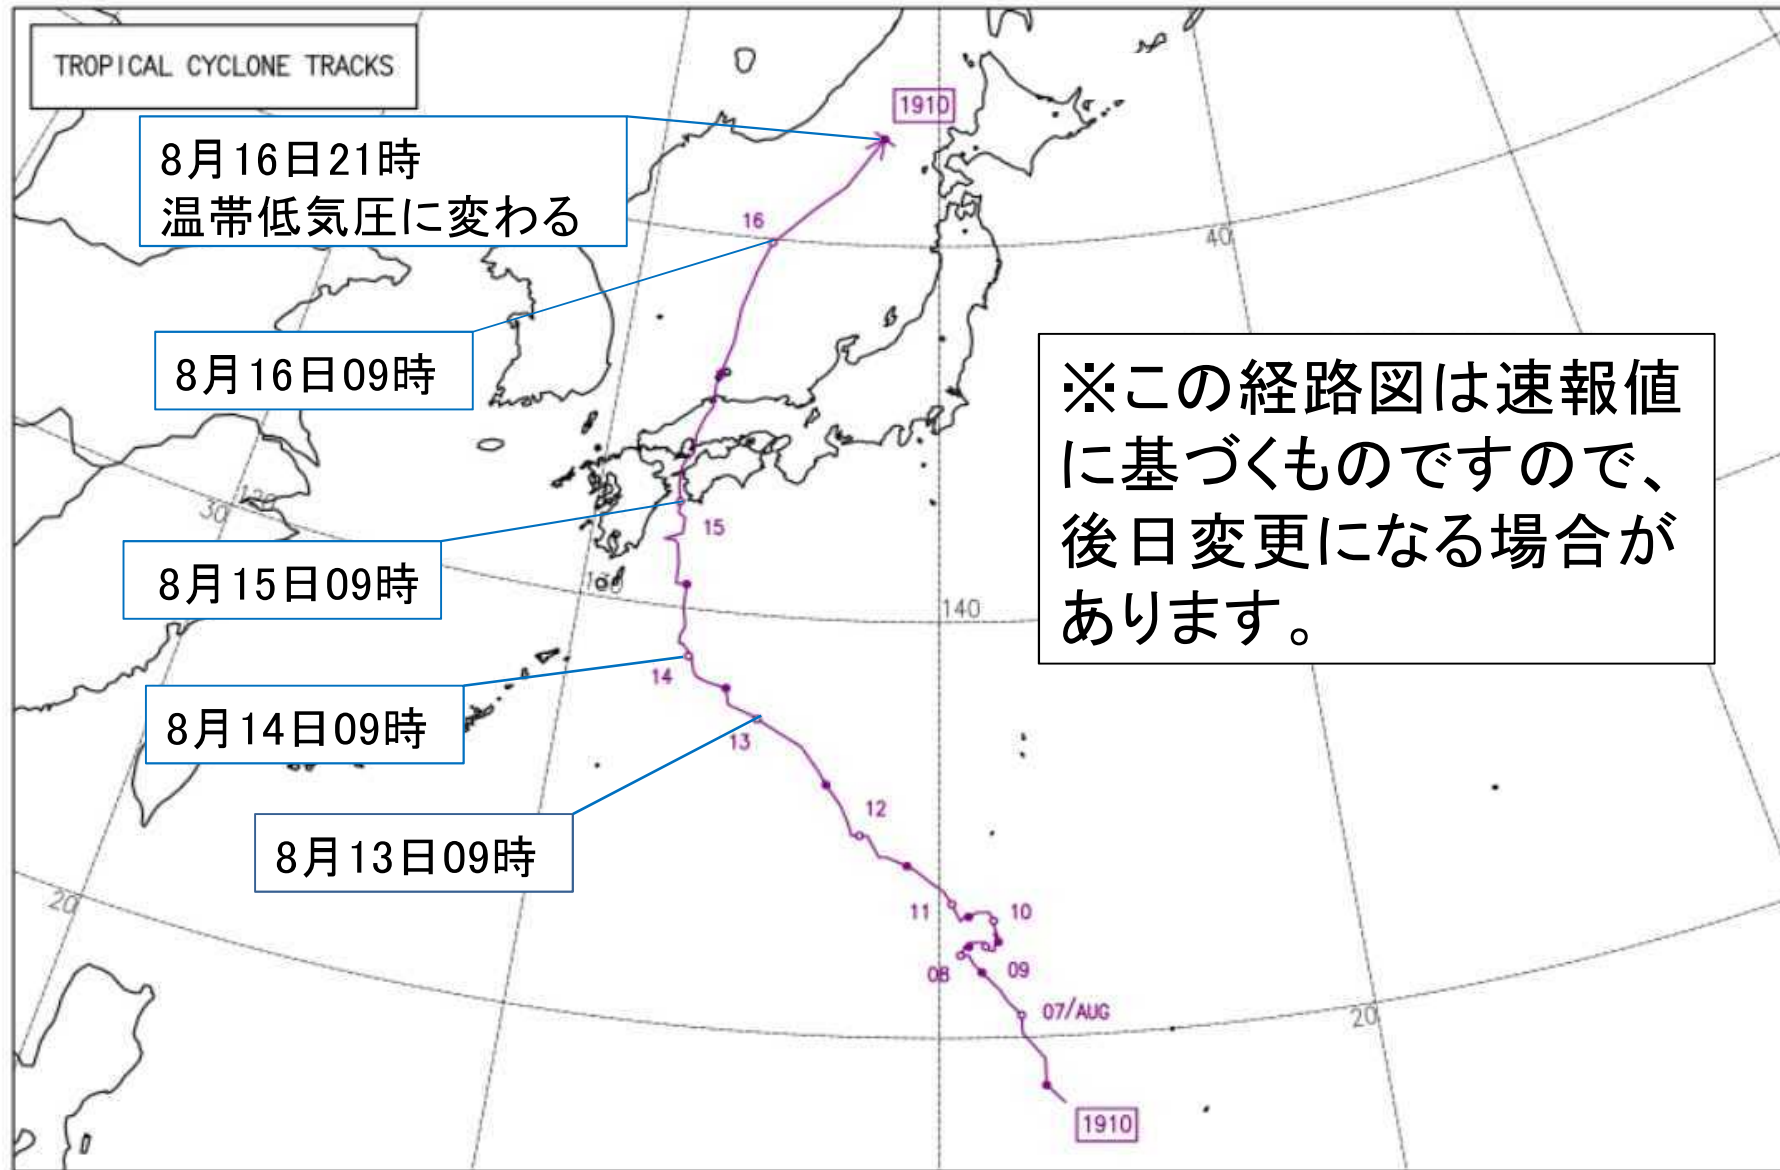 TROPICAL CYCLONE TRACKS
1910
8月16日21時
温帯低気圧に変わる
16
40
8月16日09時
※この経路図は速報値
に基づくものですので、
後日変更になる場合が
あります。
30
120
15
8月15日09時
130
140
14
8月14日09時
13
12
8月13日09時
20
11
10
08
09
07/AUG
20
1910